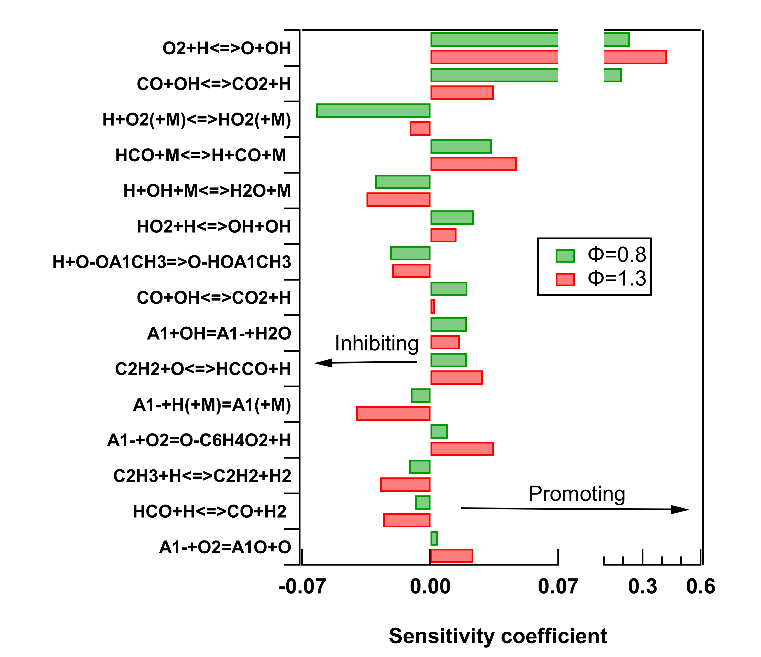 O2+H<=>O+OH
CO+OH<=>CO2+H
H+O2(+M)<=>HO2(+M)
HCO+M<=>H+CO+M
H+OH+M<=>H2O+M
HO2+H<=>OH+OH
H+O-OA1CH3=>O-HOA1CH3
CO+OH<=>CO2+H
A1+OH=A1-+H2O
C2H2+O<=>HCCO+H
A1-+H(+M)=A1(+M)
A1-+O2=O-C6H4O2+H
C2H3+H<=>C2H2+H2
HCO+H<=>CO+H2
A1-+O2=A1O+O
Φ=0.8
Φ=1.3
Inhibiting
Promoting
-0.07 0.00 0.07 0.3 0.6
Sensitivity coefficient